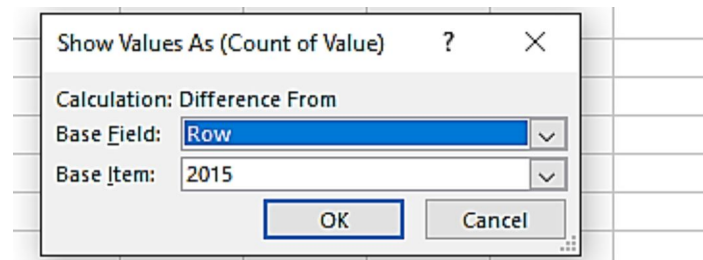 Show Values As (Count of Value) ? ×
Calculation: Difference From
Base Field: Row
Base Item: 2015
OK Cancel